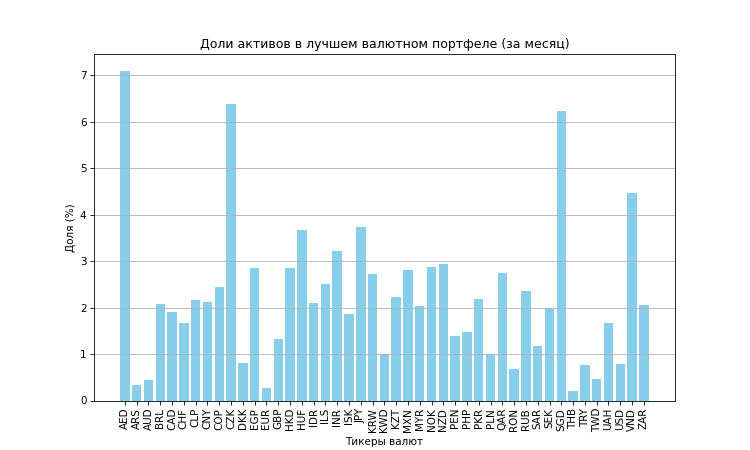 Доли активов в лучшем валютном портфеле (за месяц)
Доля (%)
7
6
5
4
3
2
1
0
AED
ARS
AUD
BRL
CAD
CHF
CLP
CNY
COP
CZK
DKK
EGP
EUR
GBP
HKD
HUF
IDR
ILS
INR
ISK
JPY
KRW
KWD
KZT
MXN
MYR
NOK
NZD
PEN
PHP
PKR
PLN
QAR
RON
RUB
SAR
SEK
SGD
THB
TRY
TWD
UAH
USD
VND
ZAR
Тикеры валют